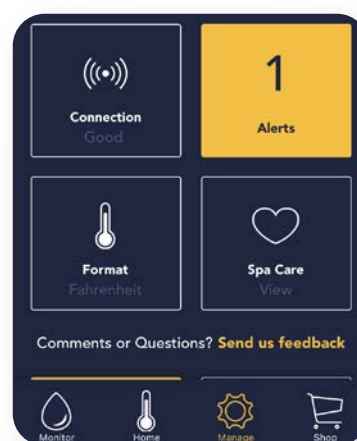 Connection
Good
1
Alerts
Format
Fahrenheit
Spa Care
View
Comments or Questions? Send us feedback
Monitor
Home
Manage
Shop